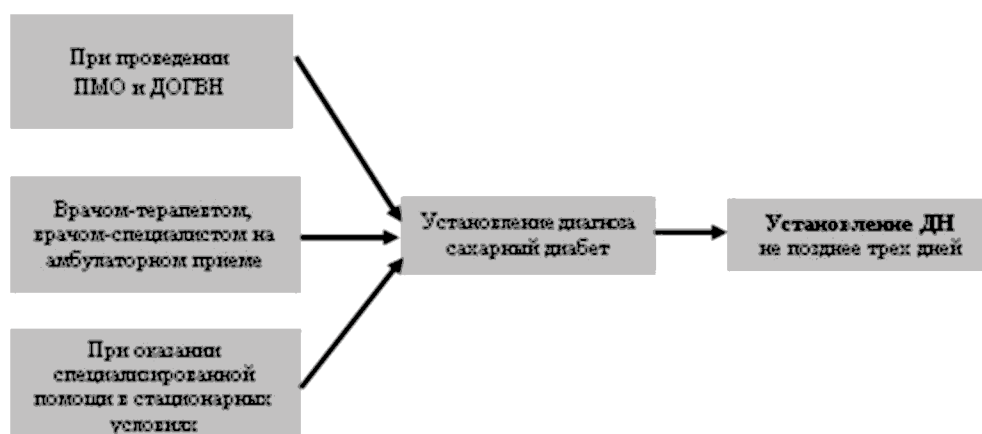 При проведении
ПМО и ДОГВН
Врачом-терапевтом,
врачом-специалистом на
амбулаторном приеме
При оказании
специализированной
помощи в стационарных
условиях
Установление диагноза
сахарный диабет
Установление ДН
не позднее трех дней